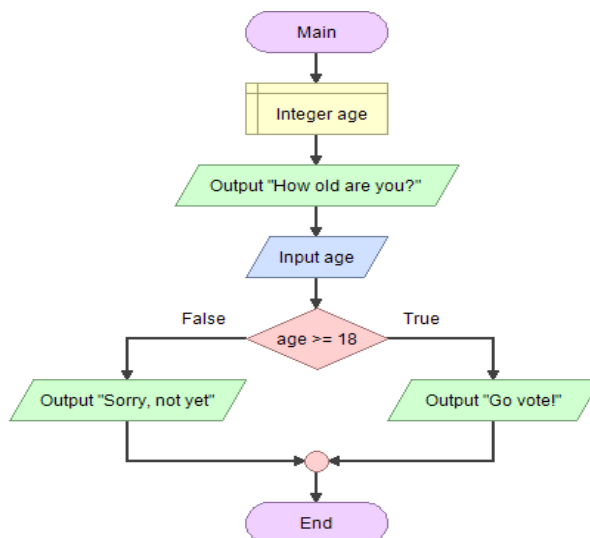 Main
Integer age
Output "How old are you?"
Input age
False
True
age >= 18
Output "Sorry, not yet"
Output "Go vote!"
End